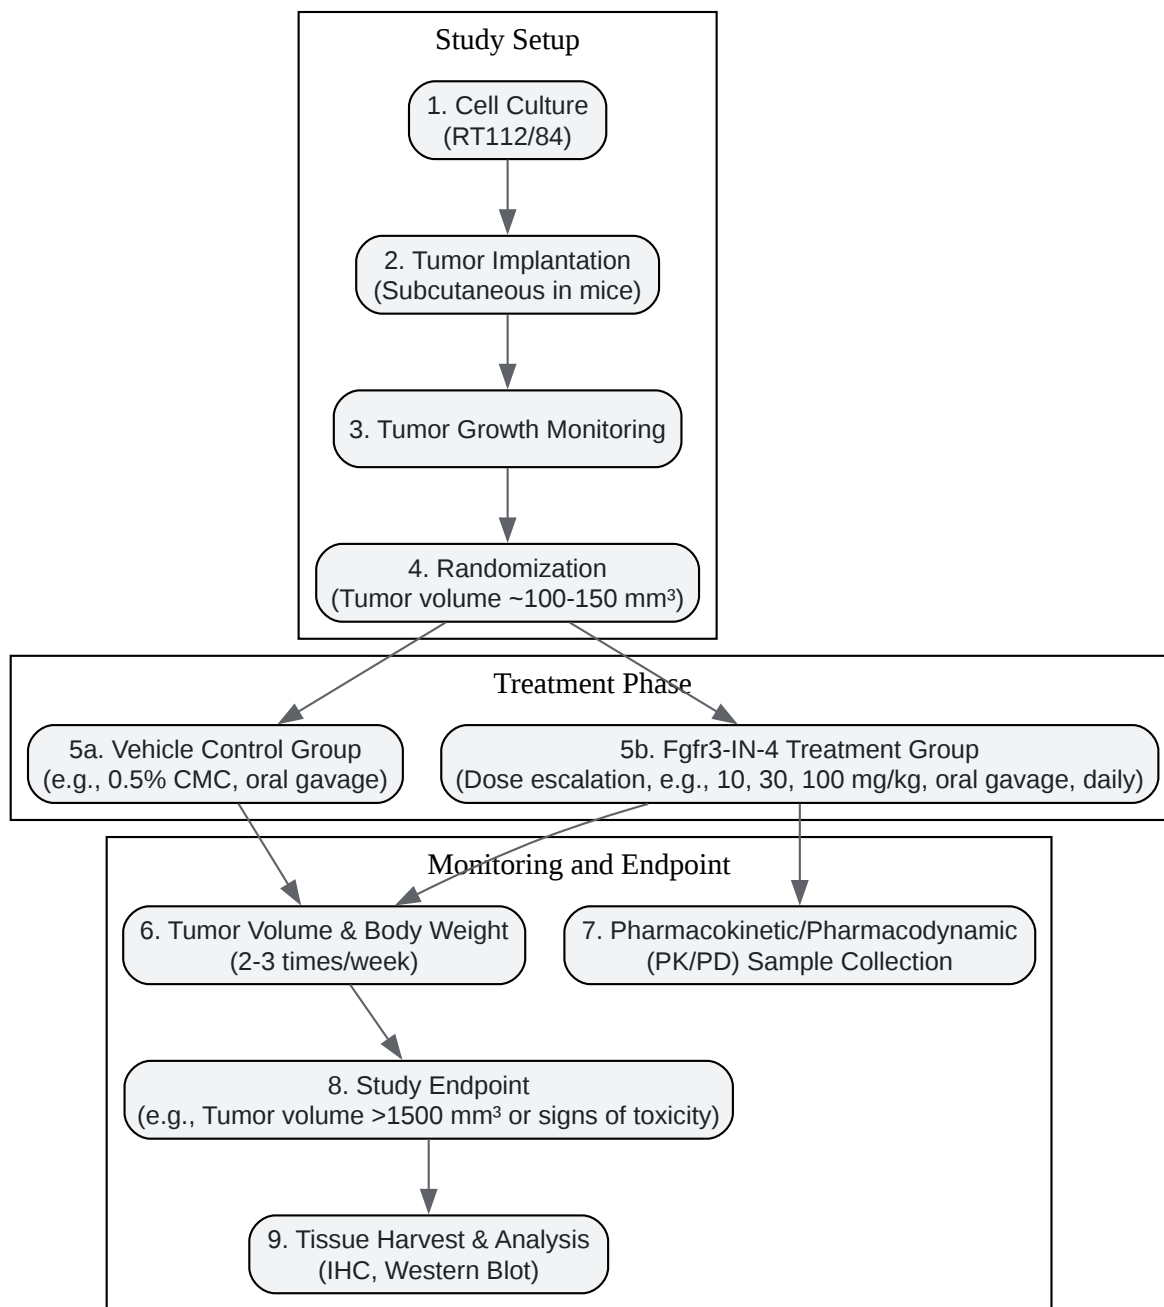 Study Setup
1. Cell Culture
(RT112/84)
2. Tumor Implantation
(Subcutaneous in mice)
3. Tumor Growth Monitoring
4. Randomization
(Tumor volume ~100-150 mm³)
Treatment Phase
5a. Vehicle Control Group
(e.g., 0.5% CMC, oral gavage)
5b. Fgfr3-IN-4 Treatment Group
(Dose escalation, e.g., 10, 30, 100 mg/kg, oral gavage, daily)
Monitoring and Endpoint
6. Tumor Volume & Body Weight
(2-3 times/week)
7. Pharmacokinetic/Pharmacodynamic
(PK/PD) Sample Collection
8. Study Endpoint
(e.g., Tumor volume >1500 mm³ or signs of toxicity)
9. Tissue Harvest & Analysis
(IHC, Western Blot)